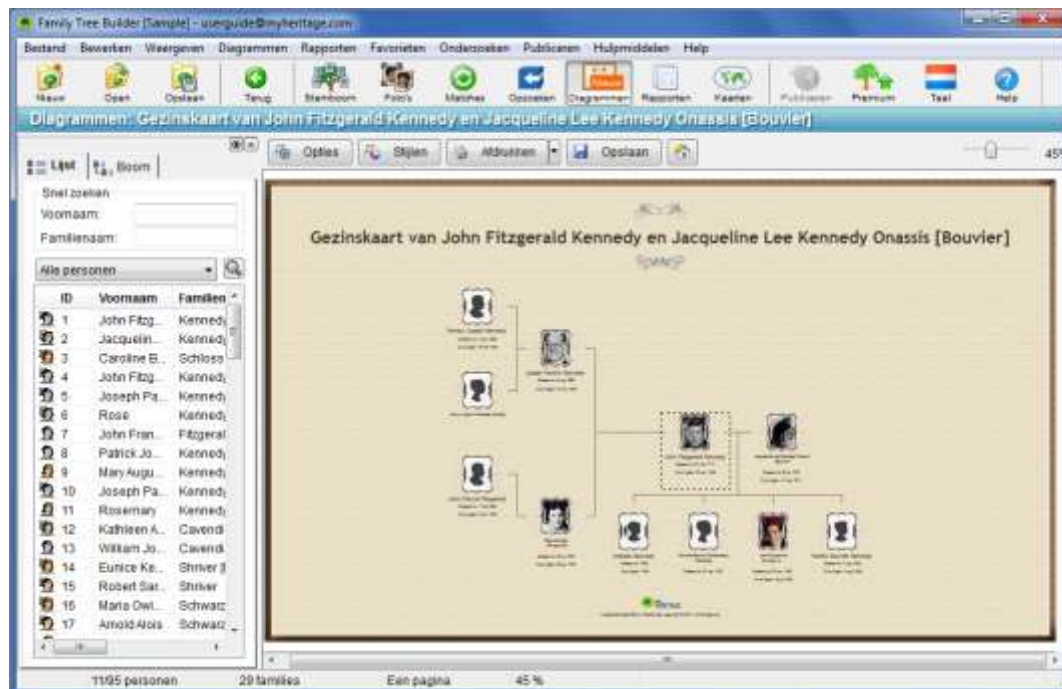 Family Tree Builder [Sample] - userguide@myheritage.com
Bestand Bewerken Weergeven Diagrammen Rapporten Favorieten Onderzoeken Publiceren Hulpmiddelen Help
Nieuw Open Opslaan Terug Stamboom Foto's Matches Opzoeken Diagrammen Rapporten Kaarten Publiceren Premium Taal Help
Diagrammen: Gezinskaart van John Fitzgerald Kennedy en Jacqueline Lee Kennedy Onassis [Bouvier]
Lijst Boom
Opties Stijlen Afdrukken Opslaan 45%
Snel zoeken
Voornaam:
Familienaam:
Alle personen
ID Voornaam Familien
1 John Fitzg... Kennedy
2 Jacquelin... Kennedy
3 Caroline B... Schloss
4 John Fitzg... Kennedy
5 Joseph Pa... Kennedy
6 Rose Kennedy
7 John Fran... Fitzgeral
8 Patrick Jo... Kennedy
9 Mary Augu... Kennedy
10 Joseph Pa... Kennedy
11 Rosemary Kennedy
12 Kathleen A... Cavendi
13 William Jo... Cavendi
14 Eunice Ke... Shriver [
15 Robert Sar... Shriver
16 Maria Owi... Schwarz
17 Arnold Alois Schwarz
Gezinskaart van John Fitzgerald Kennedy en Jacqueline Lee Kennedy Onassis [Bouvier]
11/95 personen 29 families Een pagina 45 %